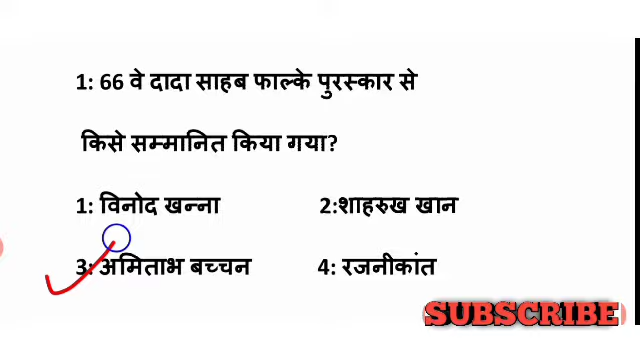 1: 66 वे दादा साहब फाल्के पुरस्कार से
किसे सम्मानित किया गया?
1: विनोद खन्ना 2:शाहरुख खान
3: अमिताभ बच्चन 4: रजनीकांत
SUBSCRIBE